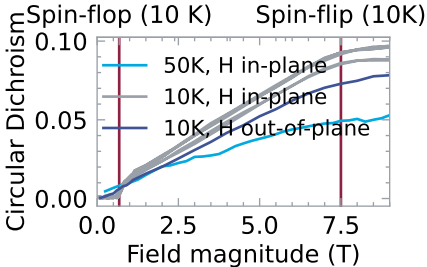 Spin-flop (10 K) Spin-flip (10K)
Circular Dichroism
0.10
0.05
0.00
50K, H in-plane
10K, H in-plane
10K, H out-of-plane
0.0 2.5 5.0 7.5
Field magnitude (T)